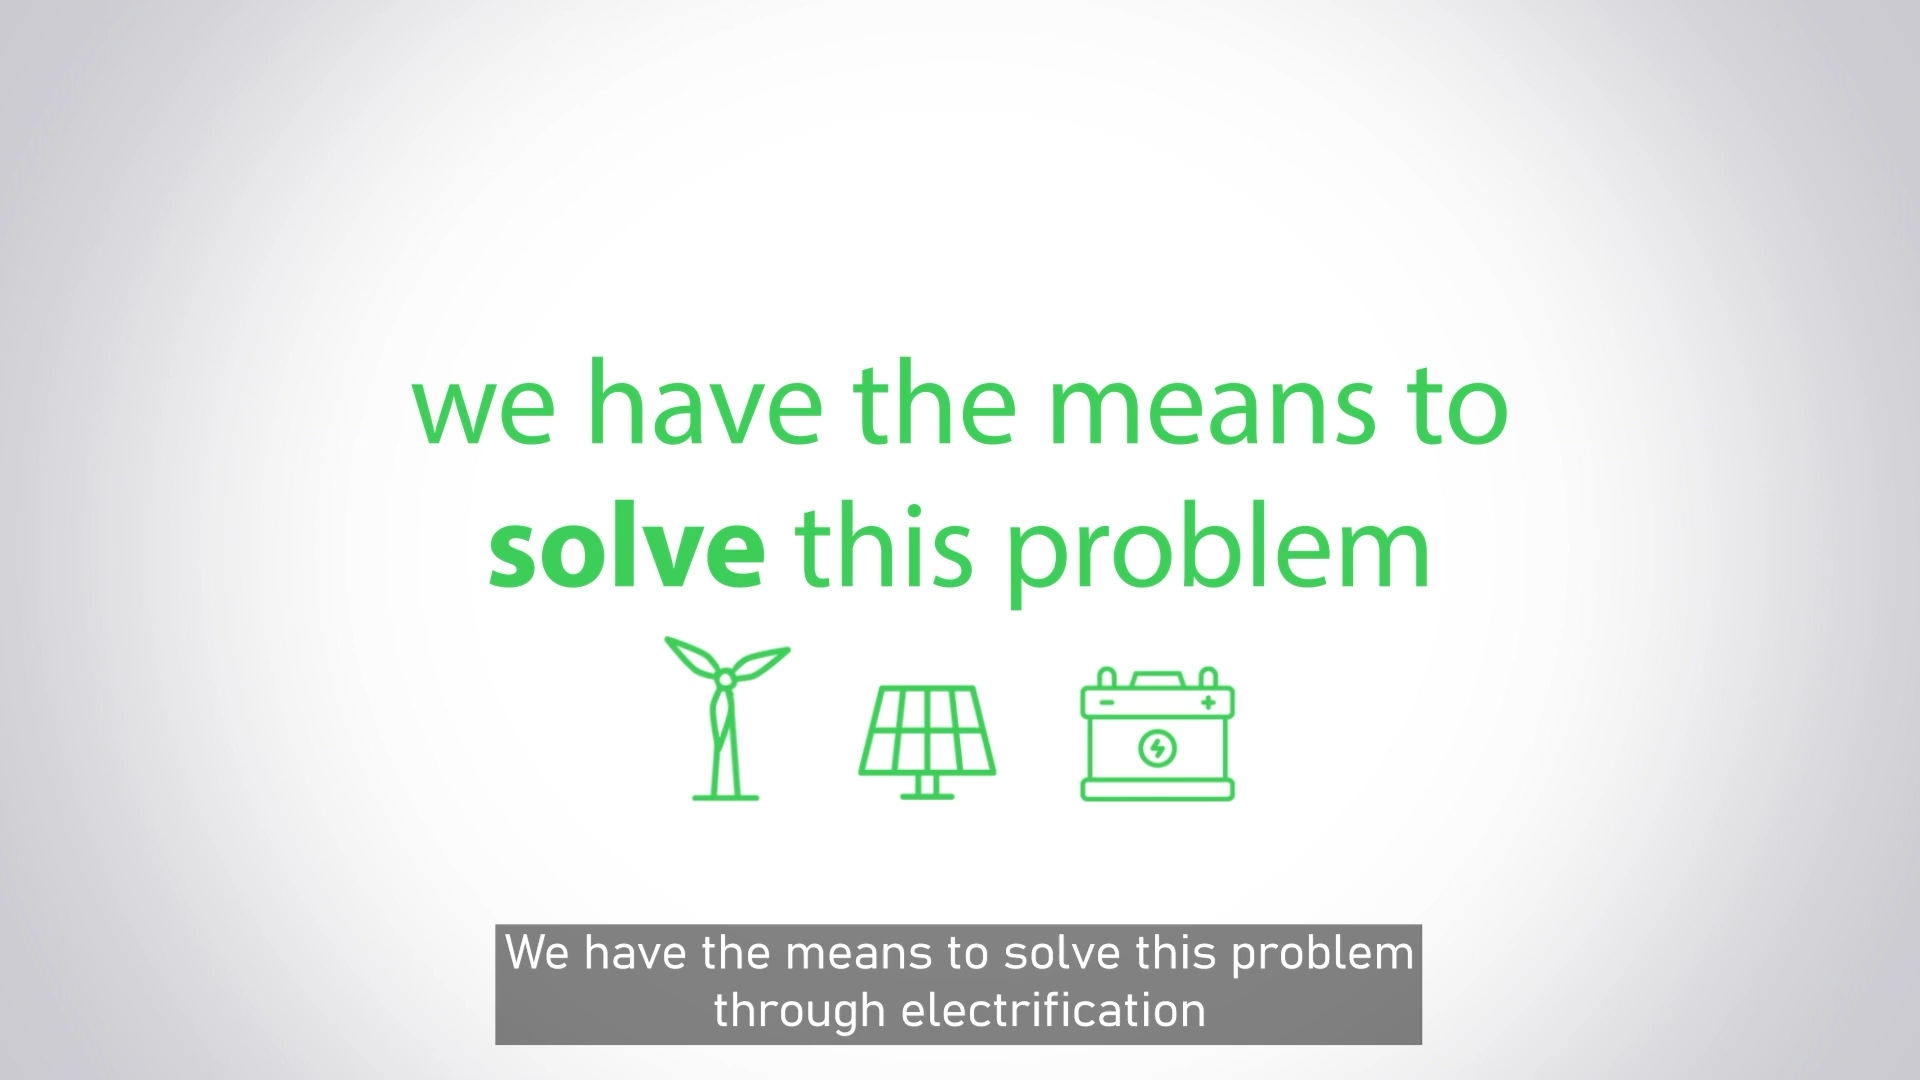 we have the means to
solve this problem
We have the means to solve this problem
through electrification